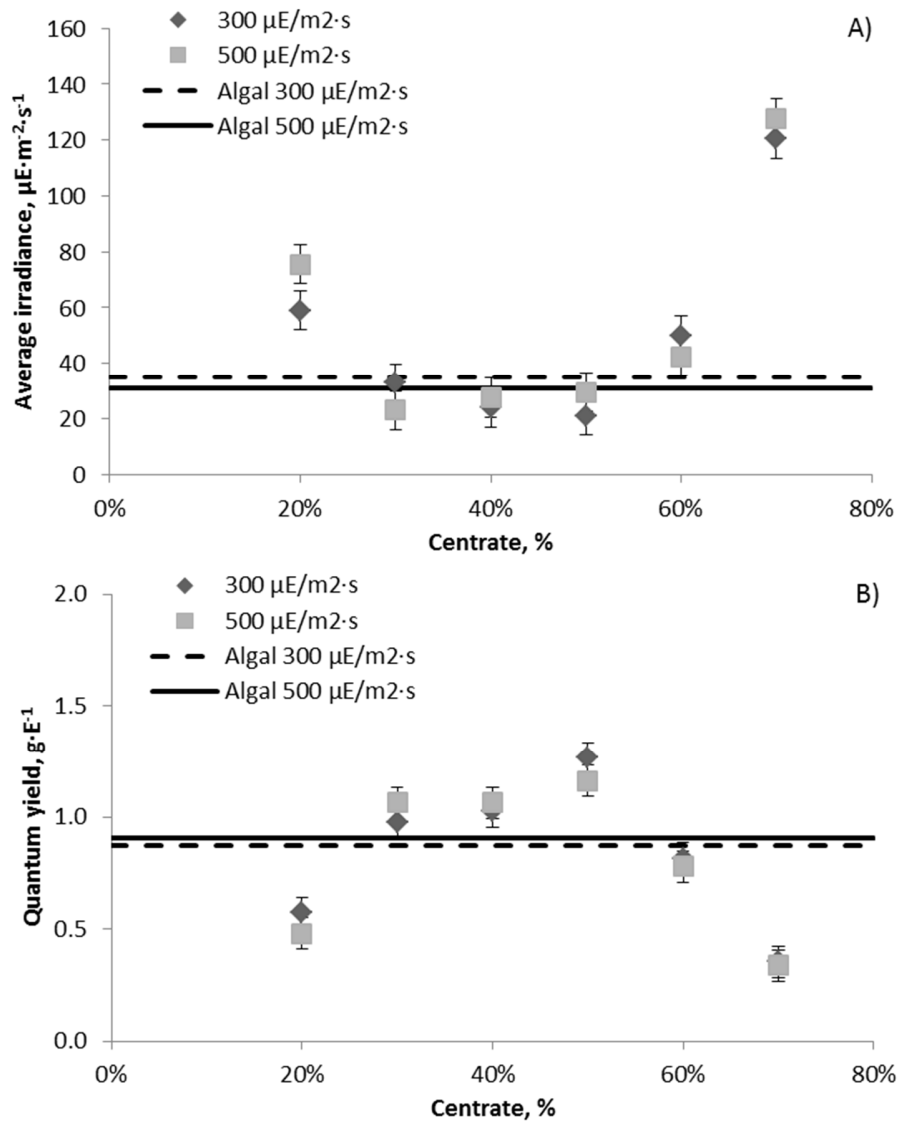 A)
300 µE/m2·s
500 µE/m2·s
Algal 300 µE/m2·s
Algal 500 µE/m2·s
Average irradiance, µE·m⁻²·s⁻¹
160
140
120
100
80
60
40
20
0
0% 20% 40% 60% 80%
Centrate, %
B)
300 µE/m2·s
500 µE/m2·s
Algal 300 µE/m2·s
Algal 500 µE/m2·s
Quantum yield, g·E⁻¹
2.0
1.5
1.0
0.5
0.0
0% 20% 40% 60% 80%
Centrate, %